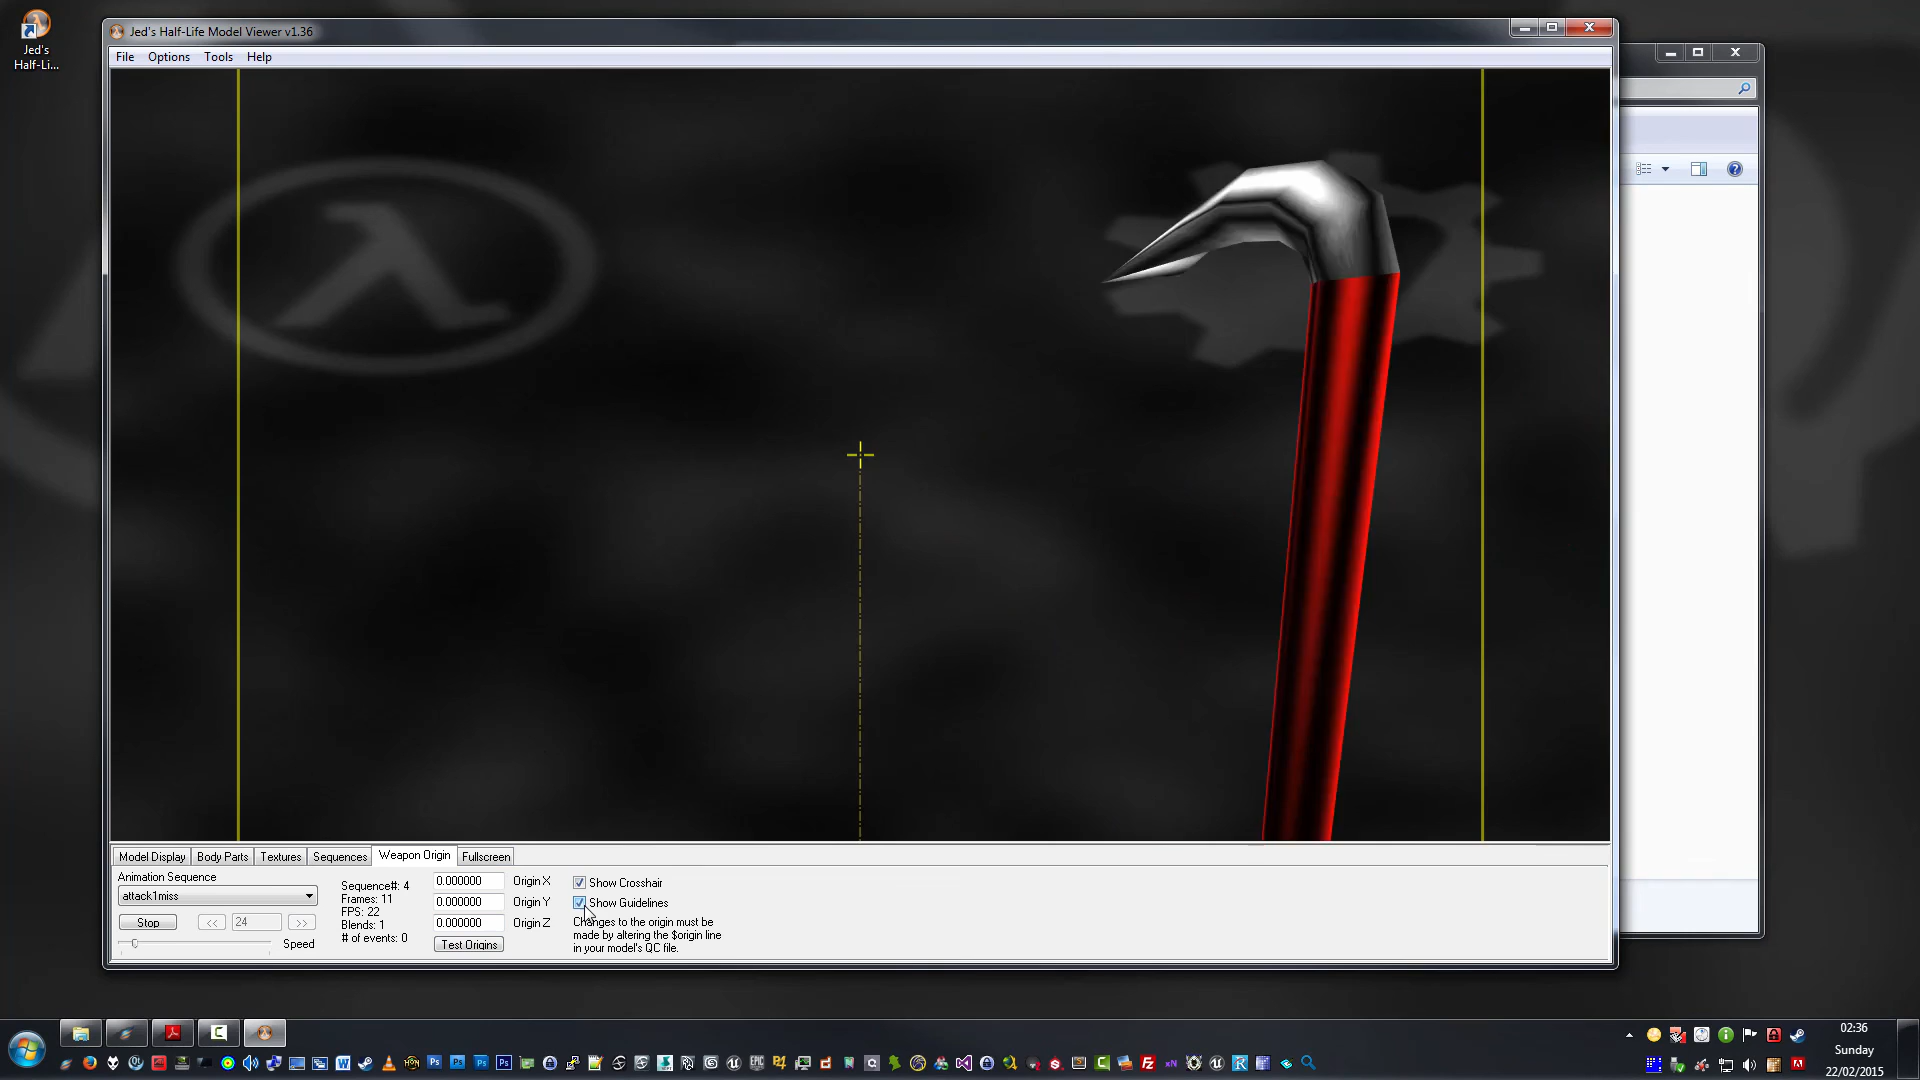 Jed's
Half-Li...
Jed's Half-Life Model Viewer v1.36
File Options Tools Help
Model Display Body Parts Textures Sequences Weapon Origin Fullscreen
Animation Sequence
attack1miss
Stop << 24 >>
Speed
Sequence#: 4
Frames: 11
FPS: 22
Blends: 1
# of events: 0
0.000000 Origin X
0.000000 Origin Y
0.000000 Origin Z
Test Origins
Show Crosshair
Show Guidelines
Changes to the origin must be
made by altering the $origin line
in your model's QC file.
02:36
Sunday
22/02/2015